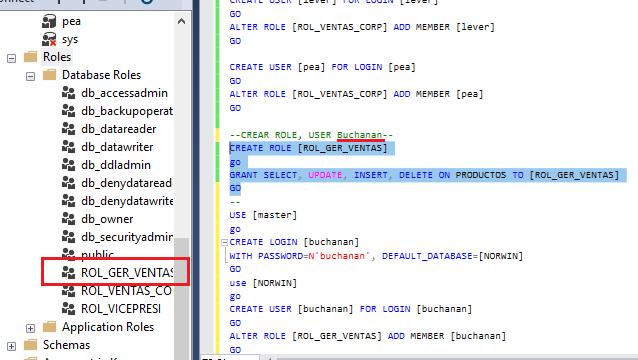 pea
sys
Roles
Database Roles
db_accessadmin
db_backupoperat
db_datareader
db_datawriter
db_ddladmin
db_denydataread
db_denydatawrite
db_owner
db_securityadmin
public
ROL_GER_VENTAS
ROL_VENTAS_CO
ROL_VICEPRESI
Application Roles
Schemas
CREATE USER [lever] FOR LOGIN [lever]
GO
ALTER ROLE [ROL_VENTAS_CORP] ADD MEMBER [lever]
GO
CREATE USER [pea] FOR LOGIN [pea]
GO
ALTER ROLE [ROL_VENTAS_CORP] ADD MEMBER [pea]
GO
--CREAR ROLE, USER Buchanan--
CREATE ROLE [ROL_GER_VENTAS]
go
GRANT SELECT, UPDATE, INSERT, DELETE ON PRODUCTOS TO [ROL_GER_VENTAS]
GO
--
USE [master]
go
CREATE LOGIN [buchanan]
WITH PASSWORD=N'buchanan', DEFAULT_DATABASE=[NORWIN]
GO
use [NORWIN]
go
CREATE USER [buchanan] FOR LOGIN [buchanan]
GO
ALTER ROLE [ROL_GER_VENTAS] ADD MEMBER [buchanan]
GO